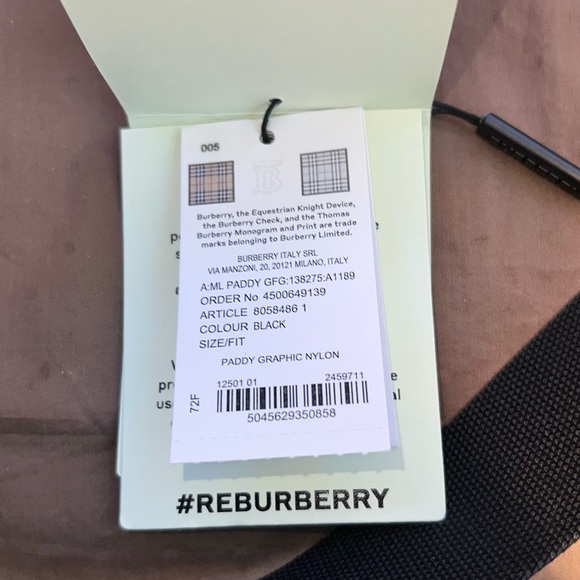 005
Burberry, the Equestrian Knight Device,
the Burberry Check, and the Thomas
Burberry Monogram and Print are trade
marks belonging to Burberry Limited.
BURBERRY ITALY SRL
VIA MANZONI, 20, 20121 MILANO, ITALY
A:ML PADDY GFG:138275:A1189
ORDER No 4500649139
ARTICLE 8058486 1
COLOUR BLACK
SIZE/FIT
PADDY GRAPHIC NYLON
12501 01 2459711
72F
5045629350858
#REBURBERRY